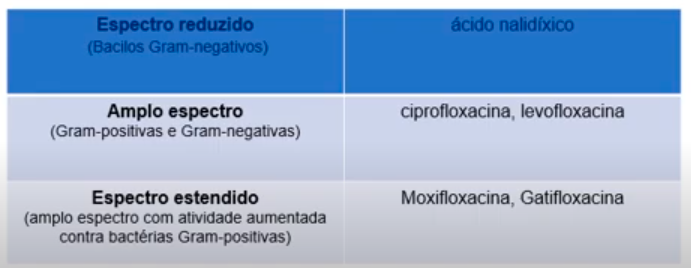 Espectro reduzido
(Bacilos Gram-negativos)
ácido nalidíxico
Amplo espectro
(Gram-positivas e Gram-negativas)
ciprofloxacina, levofloxacina
Espectro estendido
(amplo espectro com atividade aumentada
contra bactérias Gram-positivas)
Moxifloxacina, Gatifloxacina